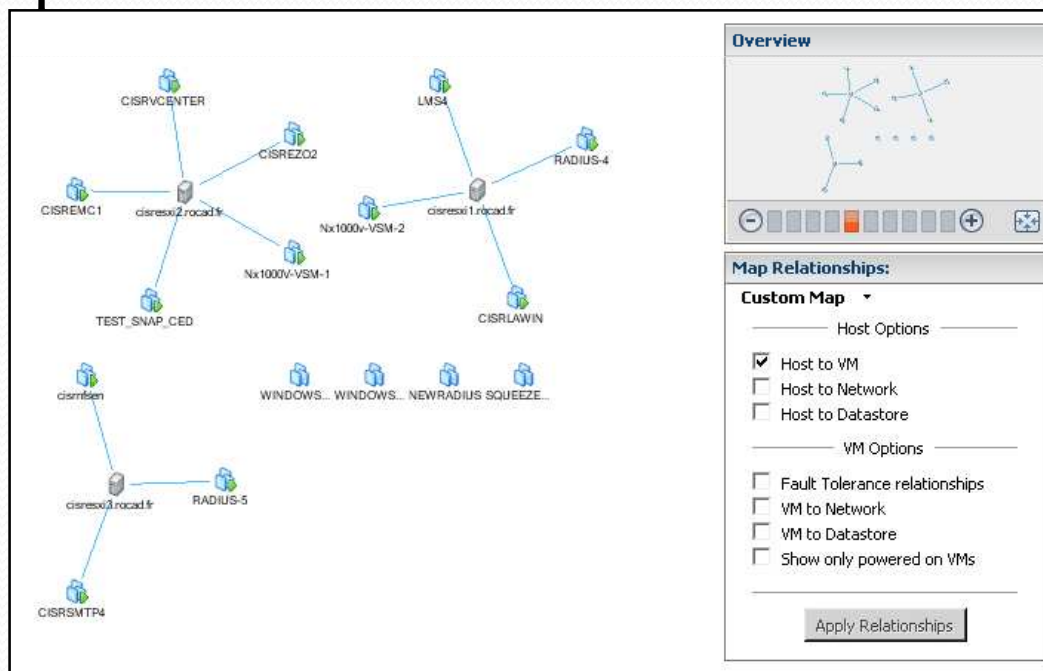 Overview
CISRVCENTER
LMS4
CISREZO2
RADIUS-4
CISREMC1
cisresxi2.rocad.fr
cisresxi1.rocad.fr
Nx1000v-VSM-2
Nx1000V-VSM-1
TEST_SNAP_CED
CISRLAWIN
cisrnfsen
WINDOWS...
WINDOWS...
NEWRADIUS
SQUEEZE...
cisresxi3.rocad.fr
RADIUS-5
CISRSMTP4
Map Relationships:
Custom Map
Host Options
Host to VM
Host to Network
Host to Datastore
VM Options
Fault Tolerance relationships
VM to Network
VM to Datastore
Show only powered on VMs
Apply Relationships